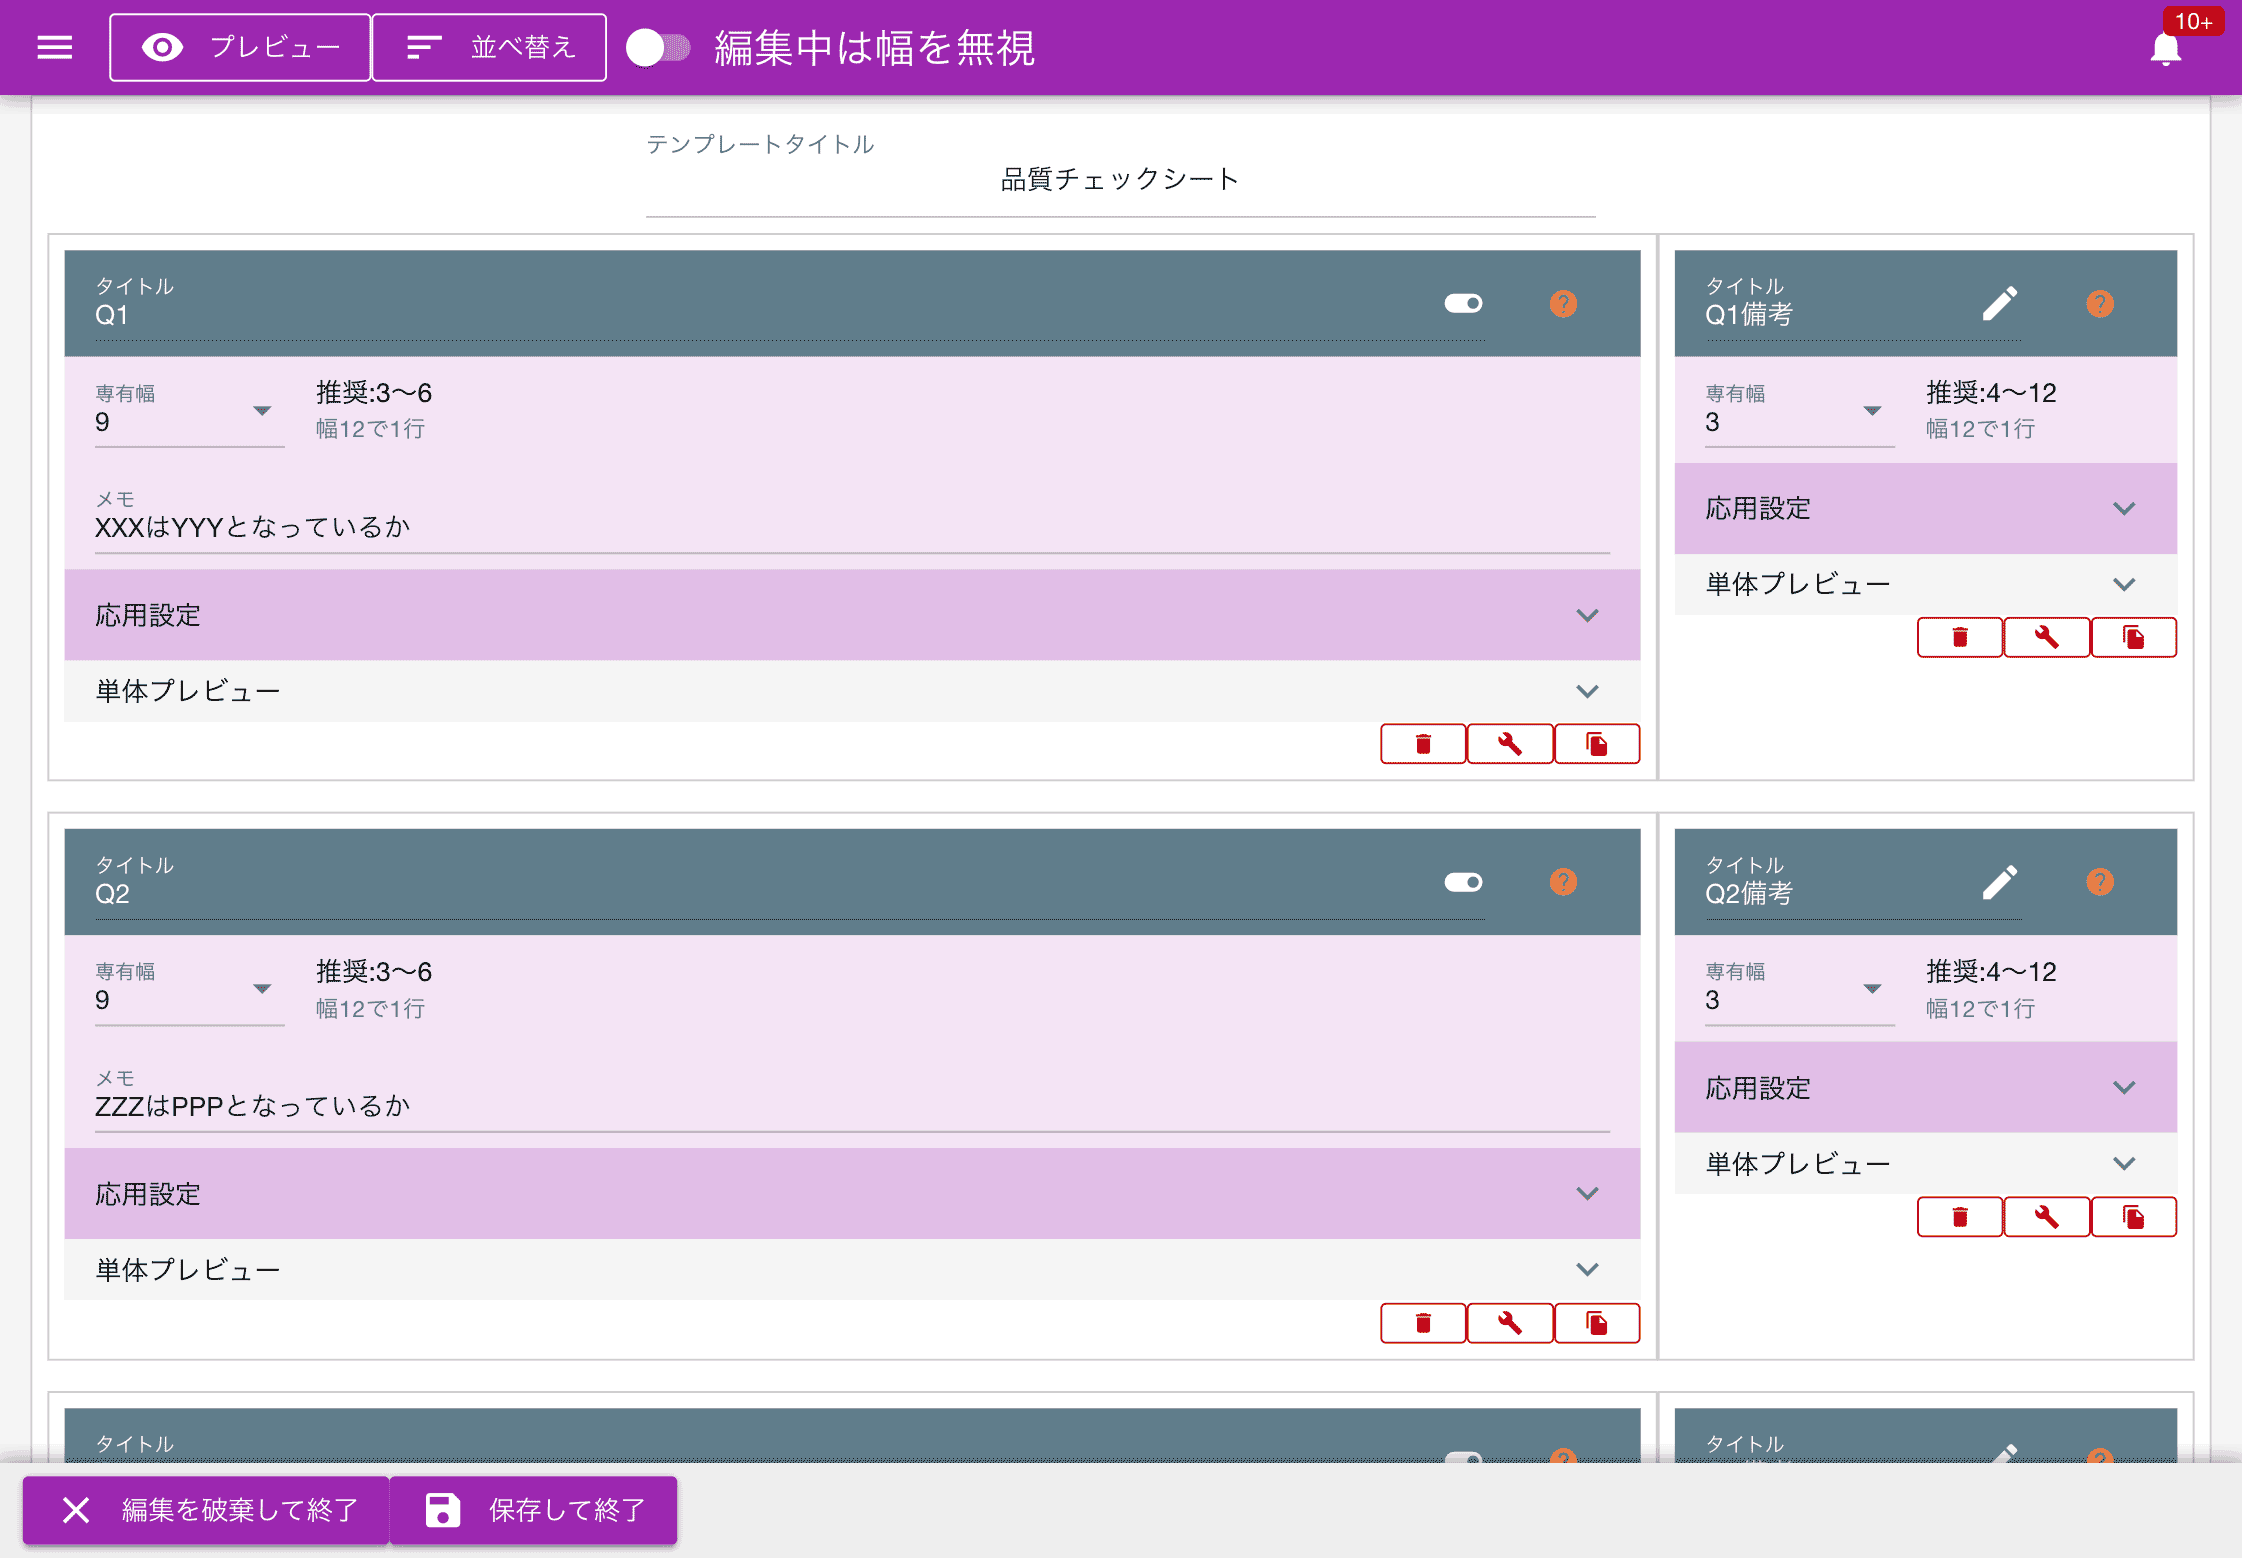 プレビュー
並べ替え
編集中は幅を無視
10+
テンプレートタイトル
品質チェックシート
タイトル
Q1
専有幅
9
推奨:3〜6
幅12で1行
メモ
XXXはYYYとなっているか
応用設定
単体プレビュー
タイトル
Q1備考
専有幅
3
推奨:4〜12
幅12で1行
応用設定
単体プレビュー
タイトル
Q2
専有幅
9
推奨:3〜6
幅12で1行
メモ
ZZZはPPPとなっているか
応用設定
単体プレビュー
タイトル
Q2備考
専有幅
3
推奨:4〜12
幅12で1行
応用設定
単体プレビュー
タイトル
タイトル
編集を破棄して終了
保存して終了